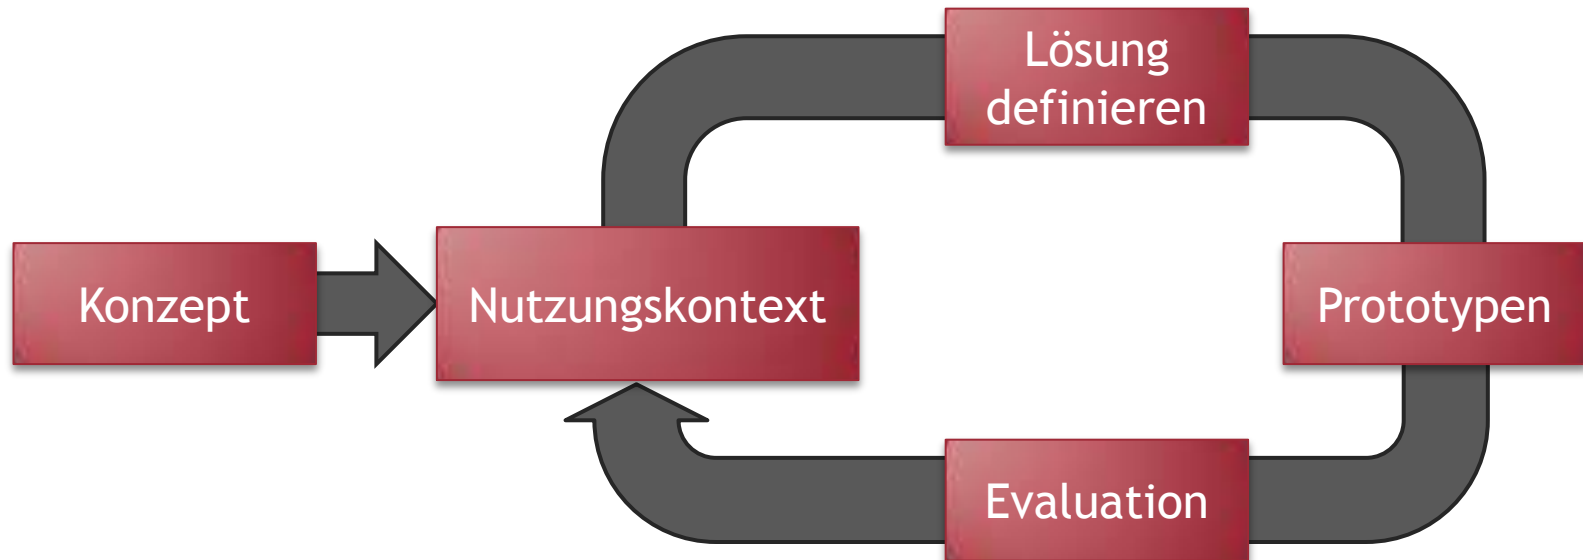 Konzept
Nutzungskontext
Lösung
definieren
Prototypen
Evaluation